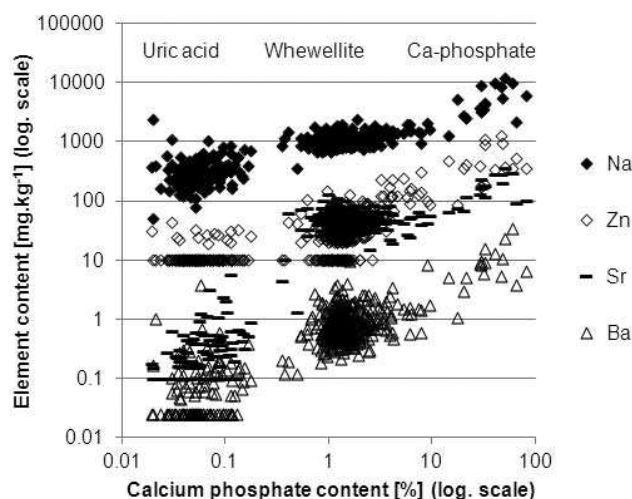 100000
Uric acid Whewellite Ca-phosphate
10000
1000
100
10
1
0.1
0.01
Element content [mg.kg⁻¹] (log. scale)
0.01 0.1 1 10 100
Calcium phosphate content [%] (log. scale)
Na
Zn
Sr
Ba